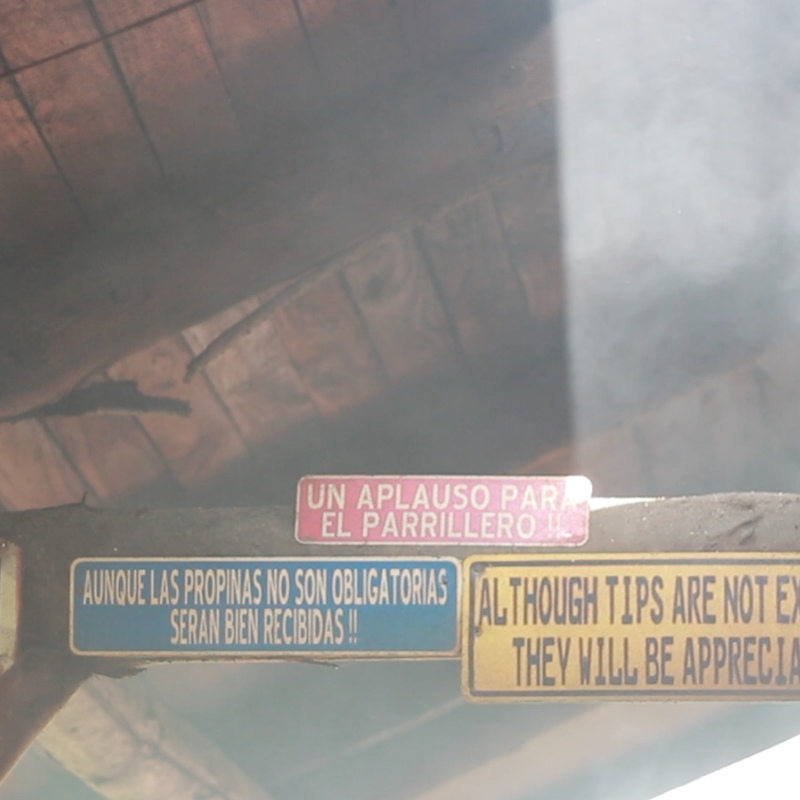 UN APLAUSO PARA
EL PARRILLERO !!
AUNQUE LAS PROPINAS NO SON OBLIGATORIAS
SERAN BIEN RECIBIDAS !!
ALTHOUGH TIPS ARE NOT
THEY WILL BE